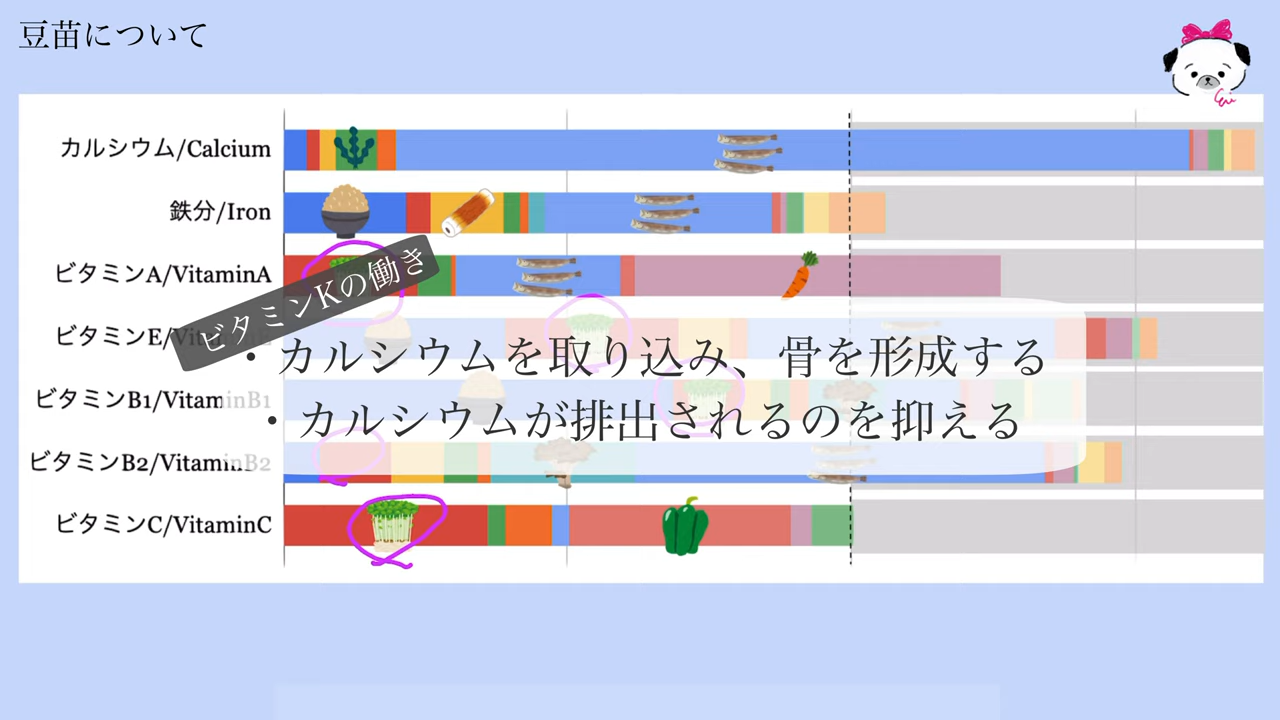 豆苗について
カルシウム/Calcium
鉄分/Iron
ビタミンA/VitaminA
ビタミンKの働き
ビタミンE/Vita
・カルシウムを取り込み、骨を形成する
ビタミンB1/VitaminB1
・カルシウムが排出されるのを抑える
ビタミンB2/VitaminB2
ビタミンC/VitaminC